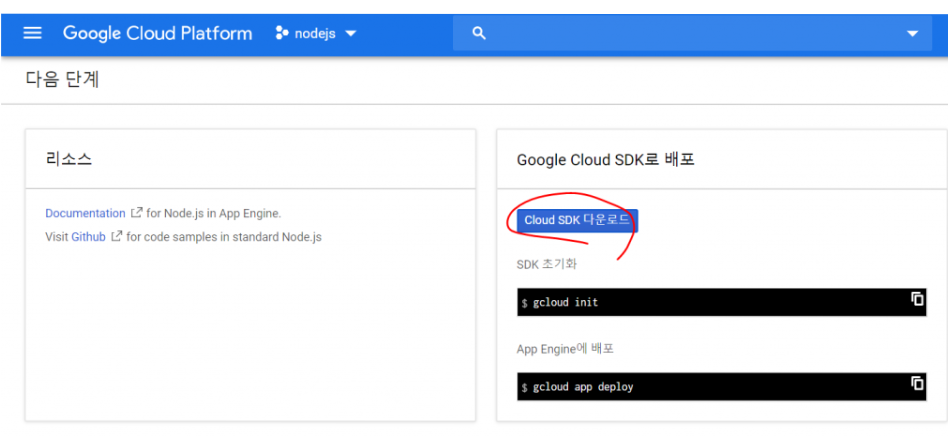 Google Cloud Platform nodejs
다음 단계
리소스
Documentation for Node.js in App Engine.
Visit Github for code samples in standard Node.js
Google Cloud SDK로 배포
Cloud SDK 다운로드
SDK 초기화
$ gcloud init
App Engine에 배포
$ gcloud app deploy